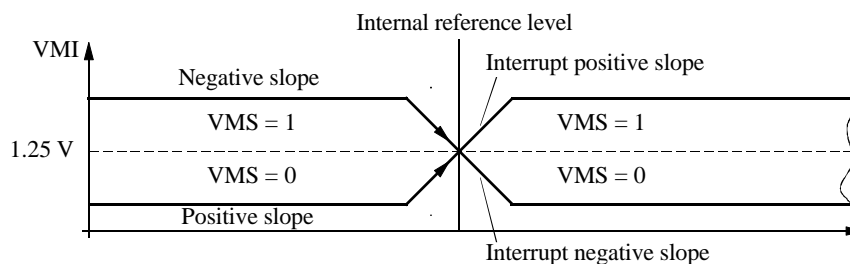 Internal reference level
VMI
Negative slope
Interrupt positive slope
VMS = 1
VMS = 1
1.25 V
VMS = 0
VMS = 0
Positive slope
Interrupt negative slope